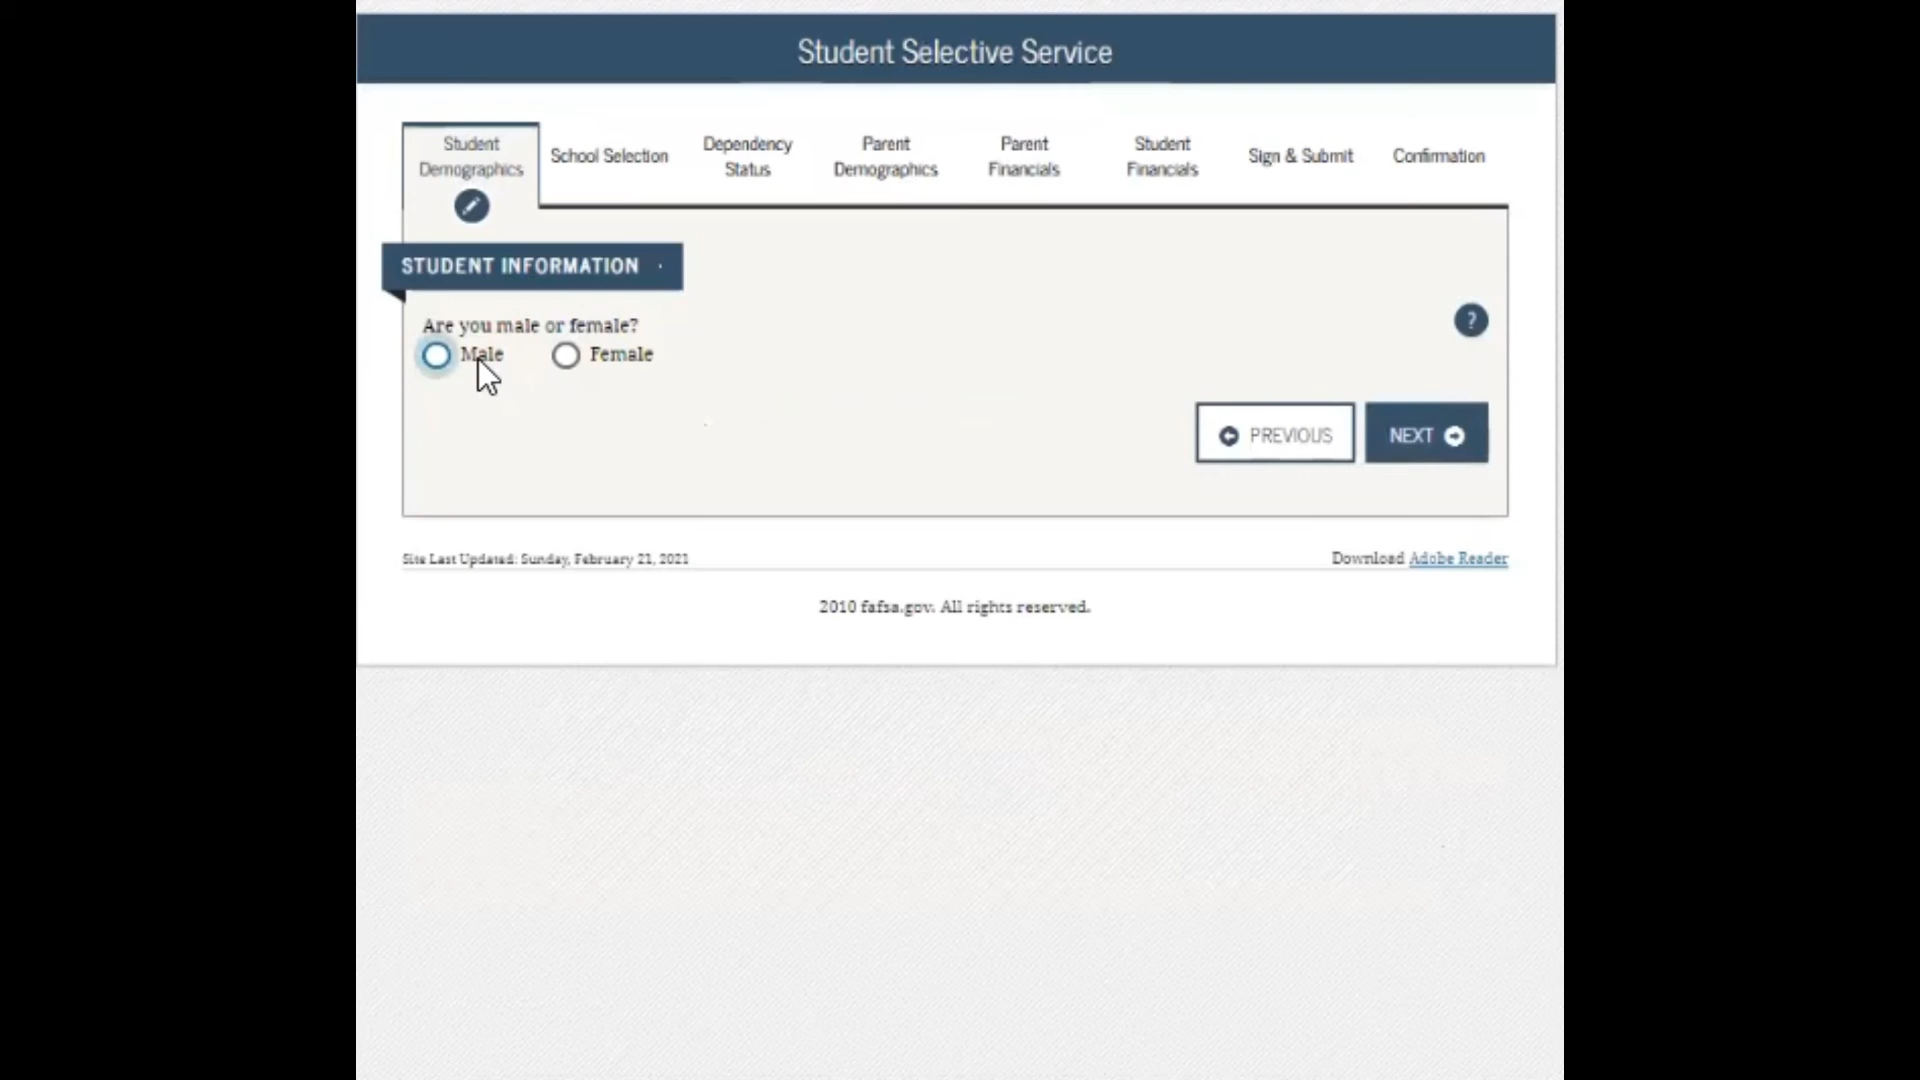 Student Selective Service
Student
Demographics
School Selection
Dependency
Status
Parent
Demographics
Parent
Financials
Student
Financials
Sign & Submit
Confirmation
STUDENT INFORMATION
?
Are you male or female?
Male
Female
PREVIOUS
NEXT
Site Last Updated: Sunday, February 21, 2021
Download Adobe Reader
2010 fafsa.gov. All rights reserved.